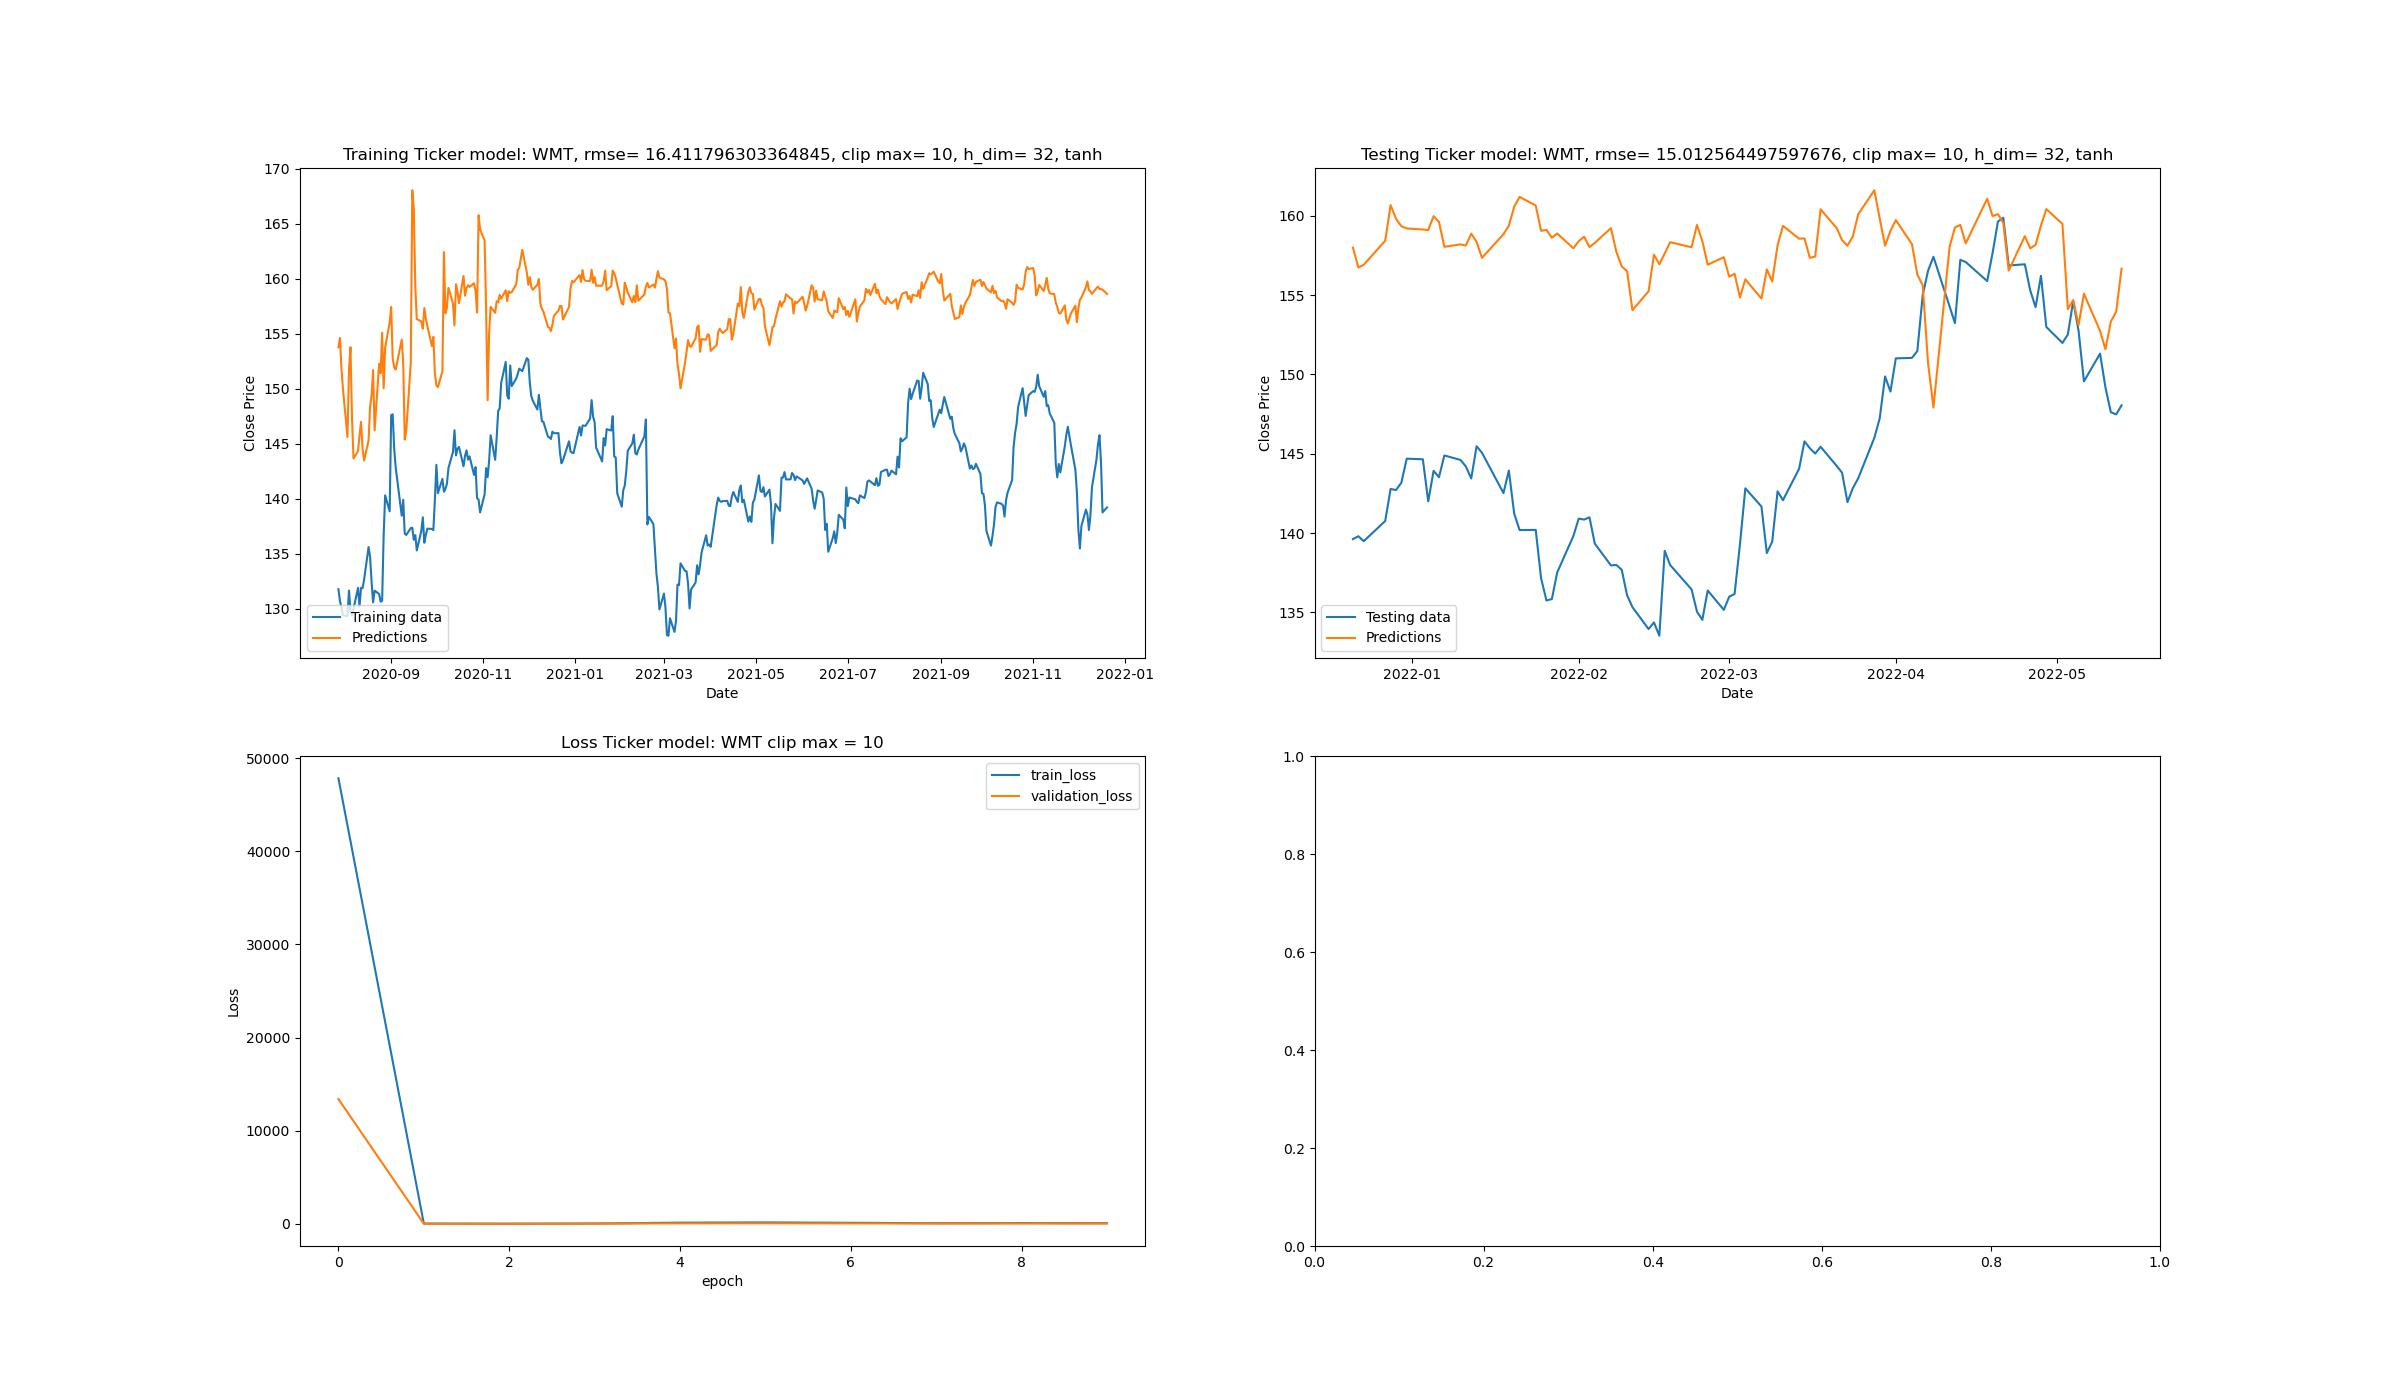 Training Ticker model: WMT, rmse= 16.411796303364845, clip max= 10, h_dim= 32, tanh
170
165
160
155
150
145
140
135
130
Close Price
Training data
Predictions
2020-09 2020-11 2021-01 2021-03 2021-05 2021-07 2021-09 2021-11 2022-01
Date
Testing Ticker model: WMT, rmse= 15.012564497597676, clip max= 10, h_dim= 32, tanh
160
155
150
145
140
135
Close Price
Testing data
Predictions
2022-01 2022-02 2022-03 2022-04 2022-05
Date
Loss Ticker model: WMT clip max = 10
50000
40000
30000
20000
10000
0
Loss
train_loss
validation_loss
0 2 4 6 8
epoch
1.0
0.8
0.6
0.4
0.2
0.0
0.0 0.2 0.4 0.6 0.8 1.0